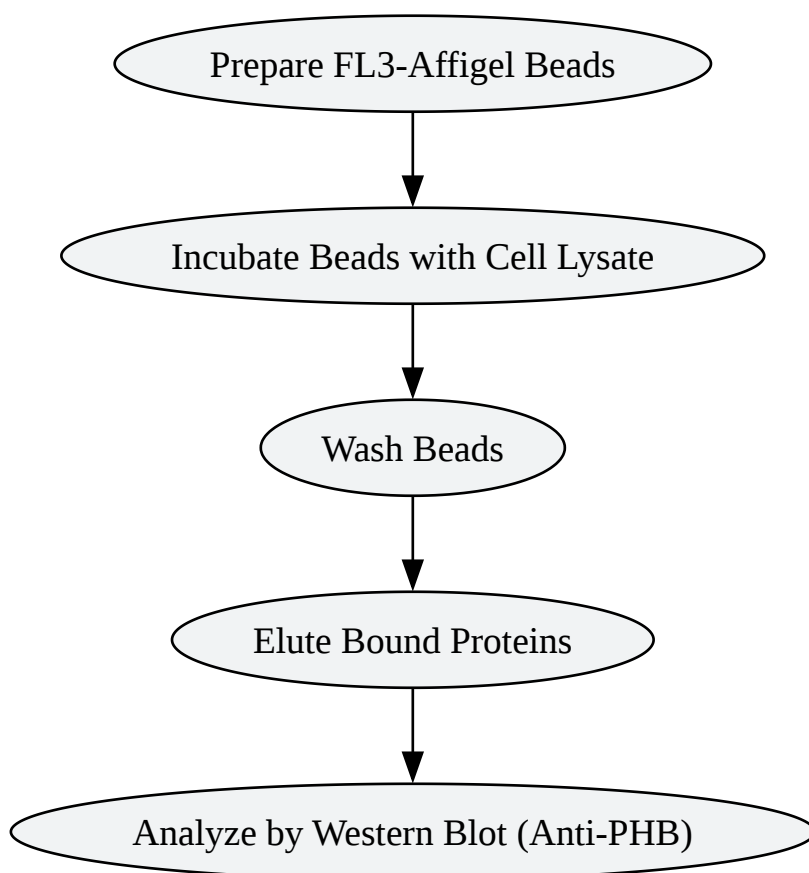 Prepare FL3-Affigel Beads
Incubate Beads with Cell Lysate
Wash Beads
Elute Bound Proteins
Analyze by Western Blot (Anti-PHB)